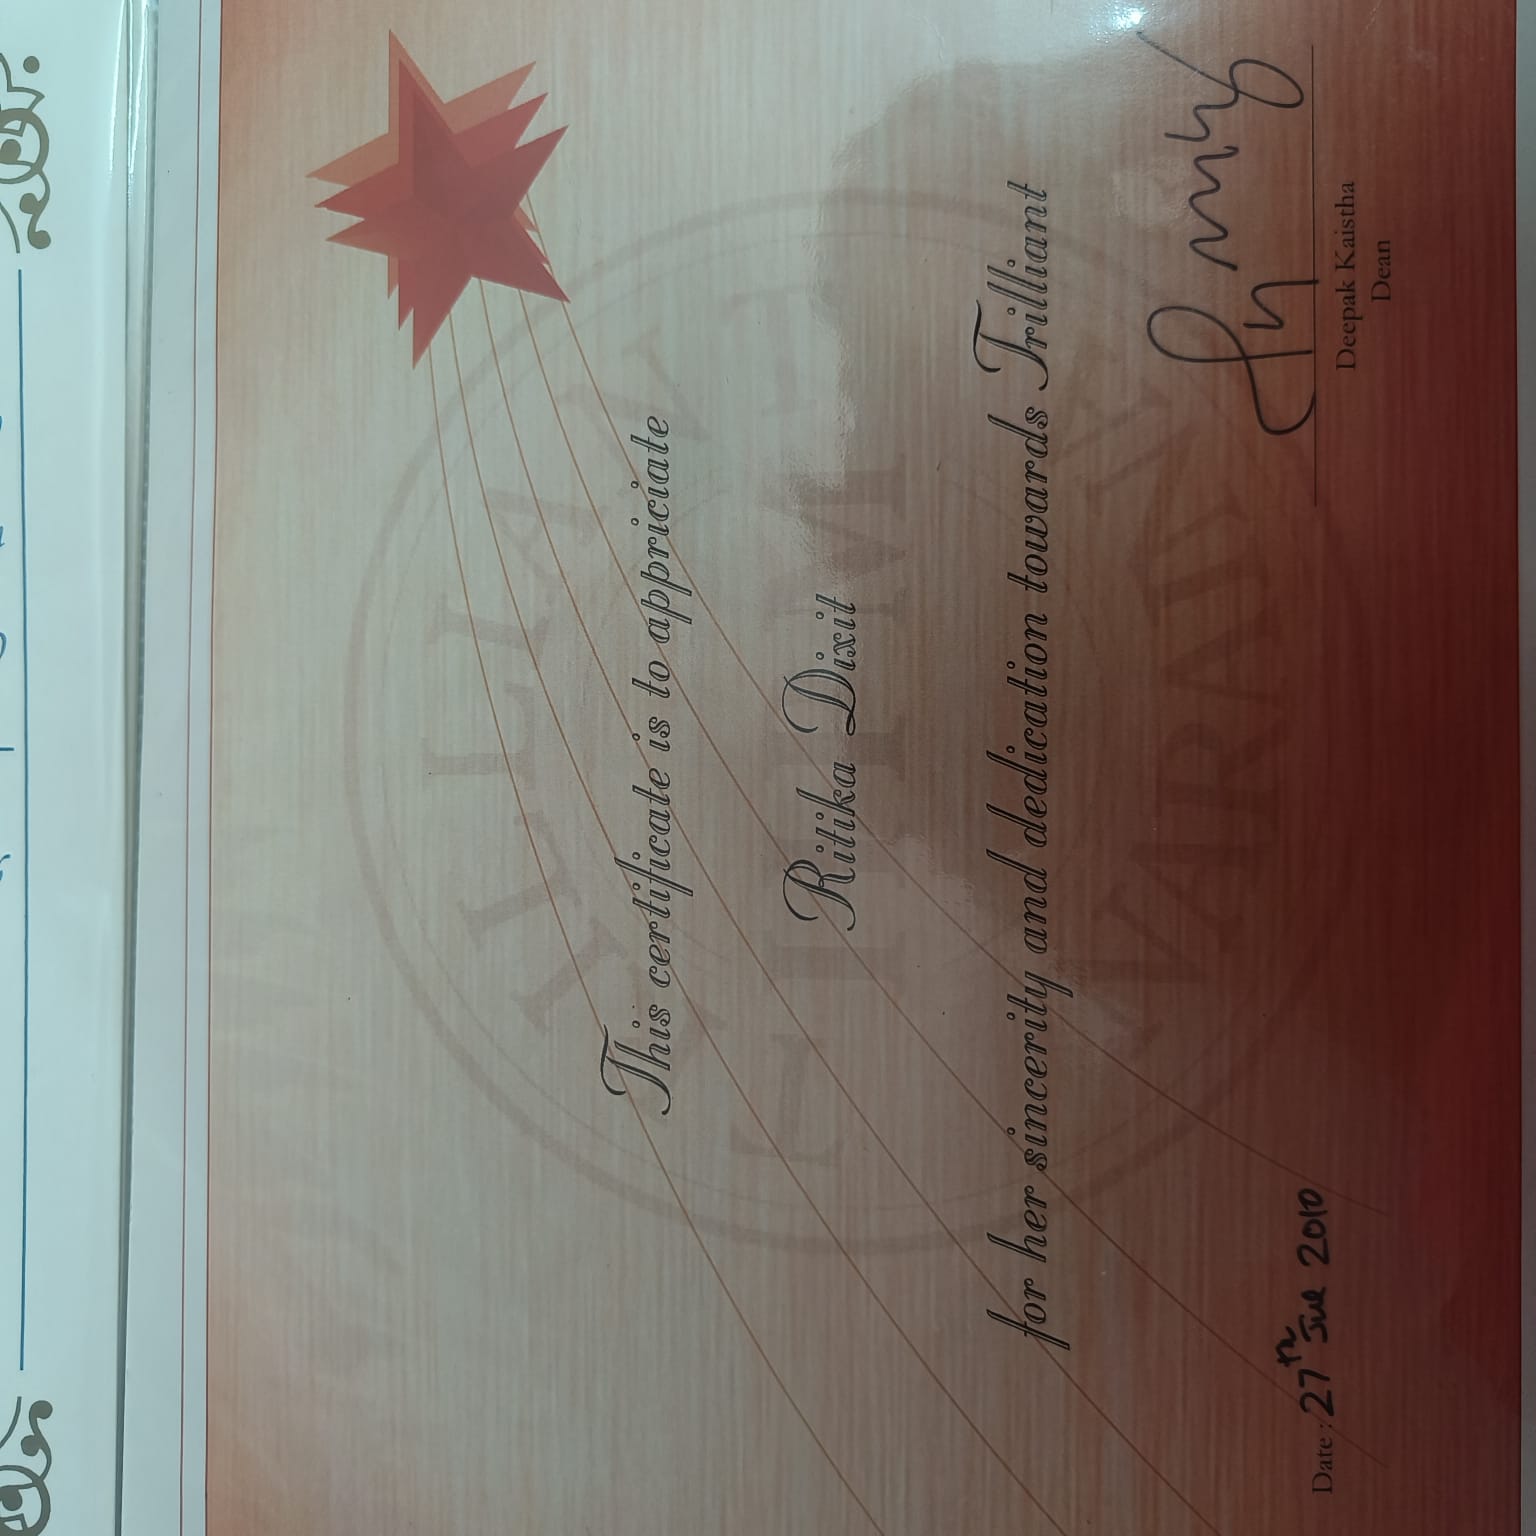 This certificate is to appriciate
Ritika Dixit
for her sincerity and dedication towards Trilliant
Date : 27th Jul 2010
Deepak Kaistha
Dean